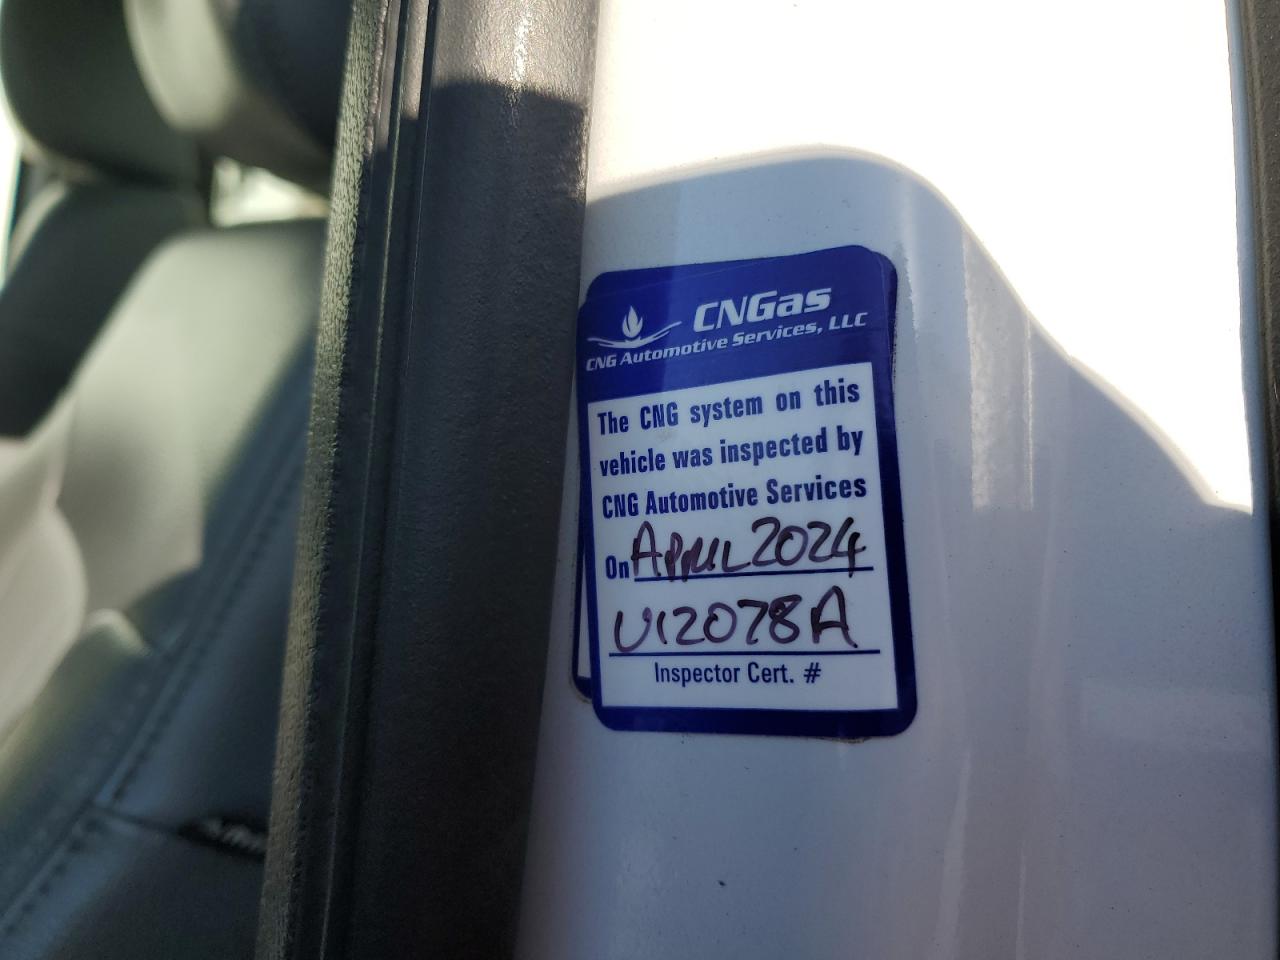 CNGas
CNG Automotive Services, LLC
The CNG system on this
vehicle was inspected by
CNG Automotive Services
On APRIL 2024
U12078A
Inspector Cert. #